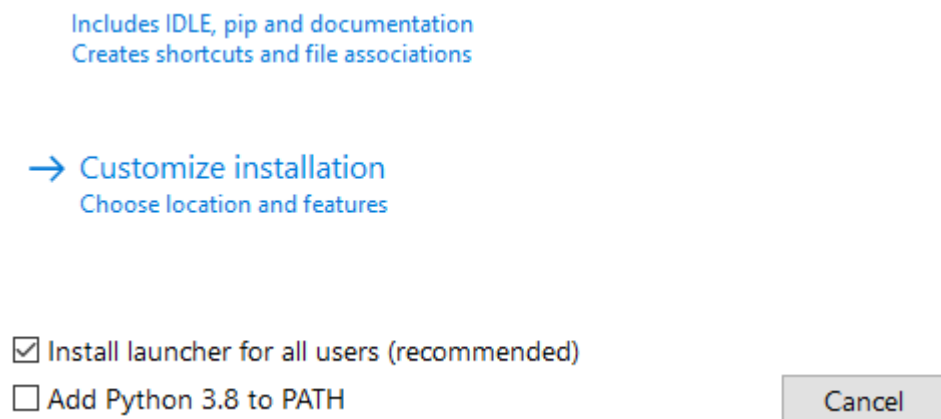 Includes IDLE, pip and documentation
Creates shortcuts and file associations
Customize installation
Choose location and features
Install launcher for all users (recommended)
Add Python 3.8 to PATH
Cancel